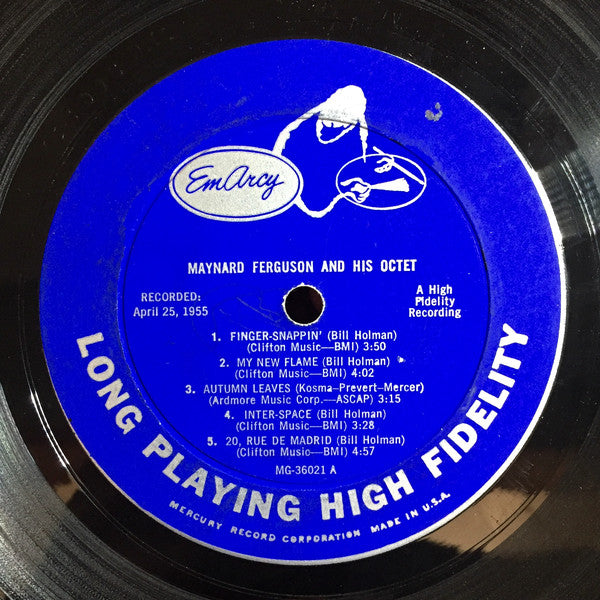 EmArcy
MAYNARD FERGUSON AND HIS OCTET
RECORDED:
April 25, 1955
A High
Fidelity
Recording
1. FINGER-SNAPPIN' (Bill Holman)
(Clifton Music—BMI) 3:50
2. MY NEW FLAME (Bill Holman)
(Clifton Music—BMI) 4:02
3. AUTUMN LEAVES (Kosma-Prevert-Mercer)
(Ardmore Music Corp.—ASCAP) 3:15
4. INTER-SPACE (Bill Holman)
(Clifton Music—BMI) 3:28
5. 20, RUE DE MADRID (Bill Holman)
(Clifton Music—BMI) 4:57
MG-36021 A
LONG PLAYING HIGH FIDELITY
MERCURY RECORD CORPORATION MADE IN U.S.A.